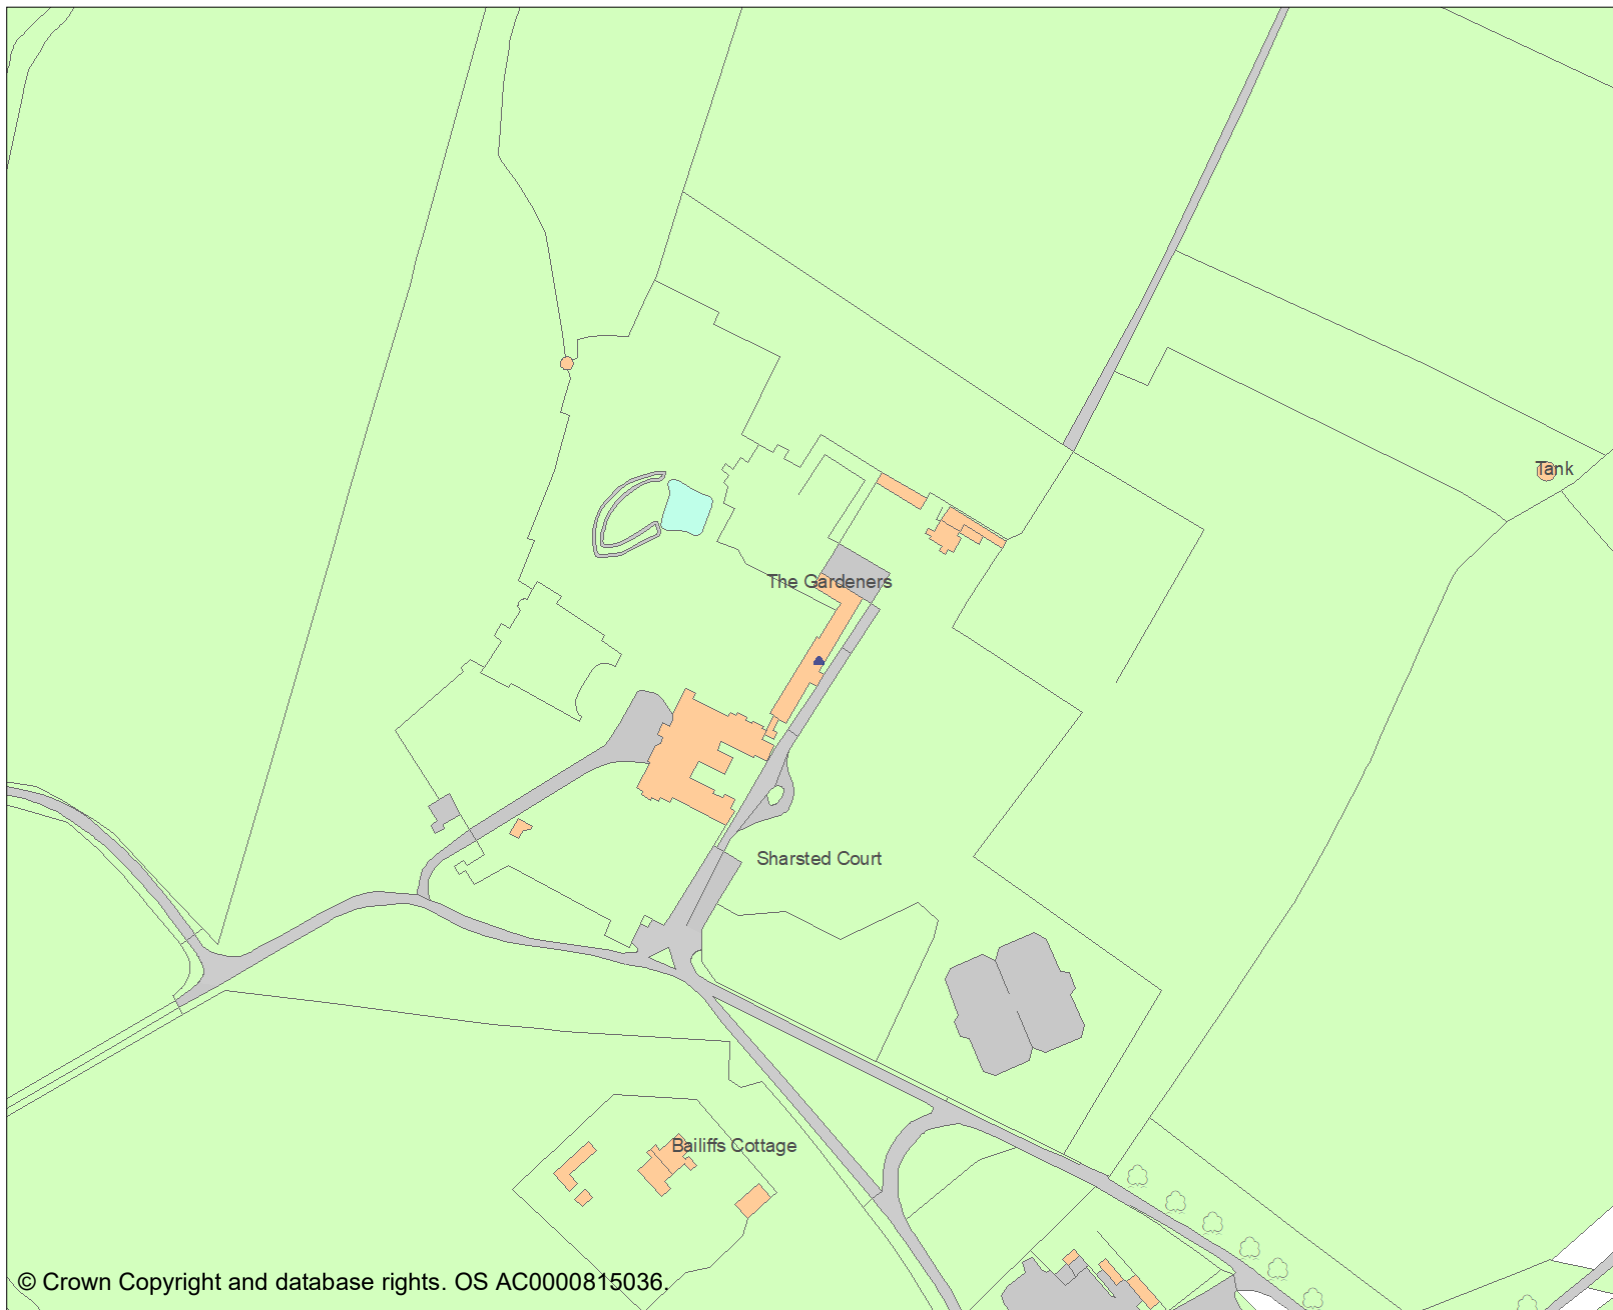 Tank
The Gardeners
Sharsted Court
Bailiffs Cottage
© Crown Copyright and database rights. OS AC0000815036.